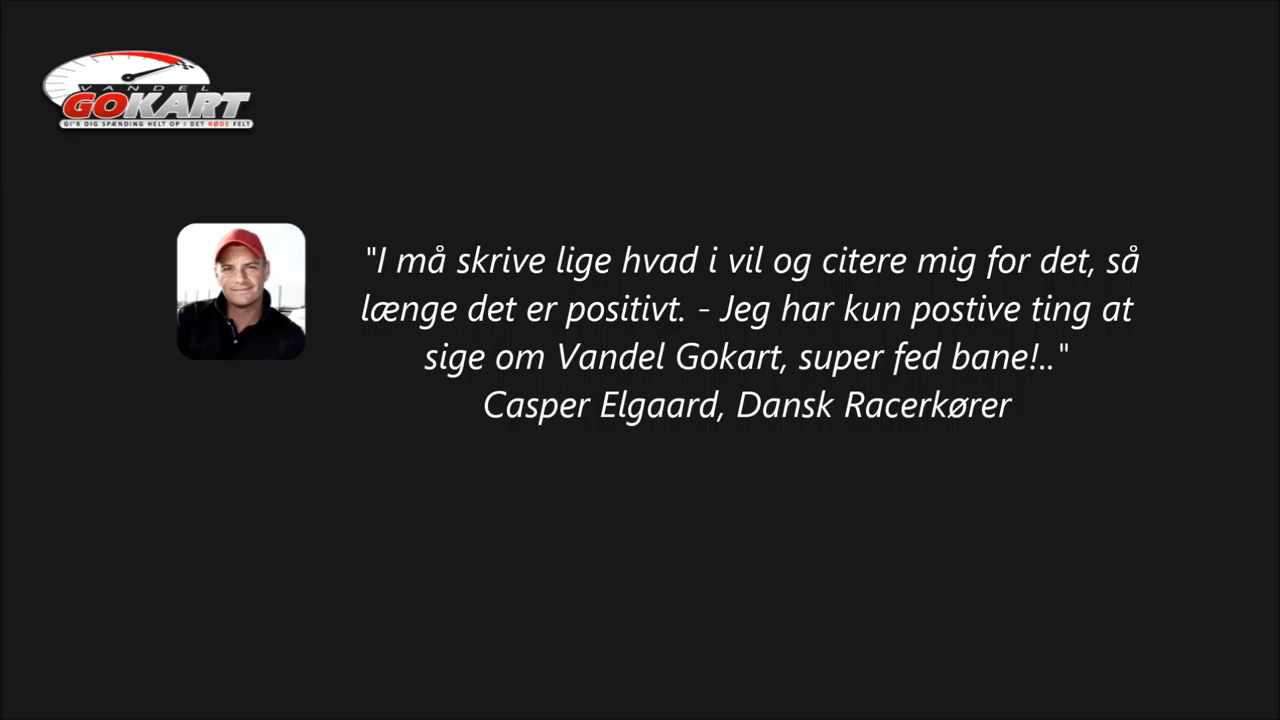 VANDEL
GOKART
GI'R DIG SPÆNDING HELT OP I DET RØDE FELT
"I må skrive lige hvad i vil og citere mig for det, så
længe det er positivt. - Jeg har kun postive ting at
sige om Vandel Gokart, super fed bane!.."
Casper Elgaard, Dansk Racerkører